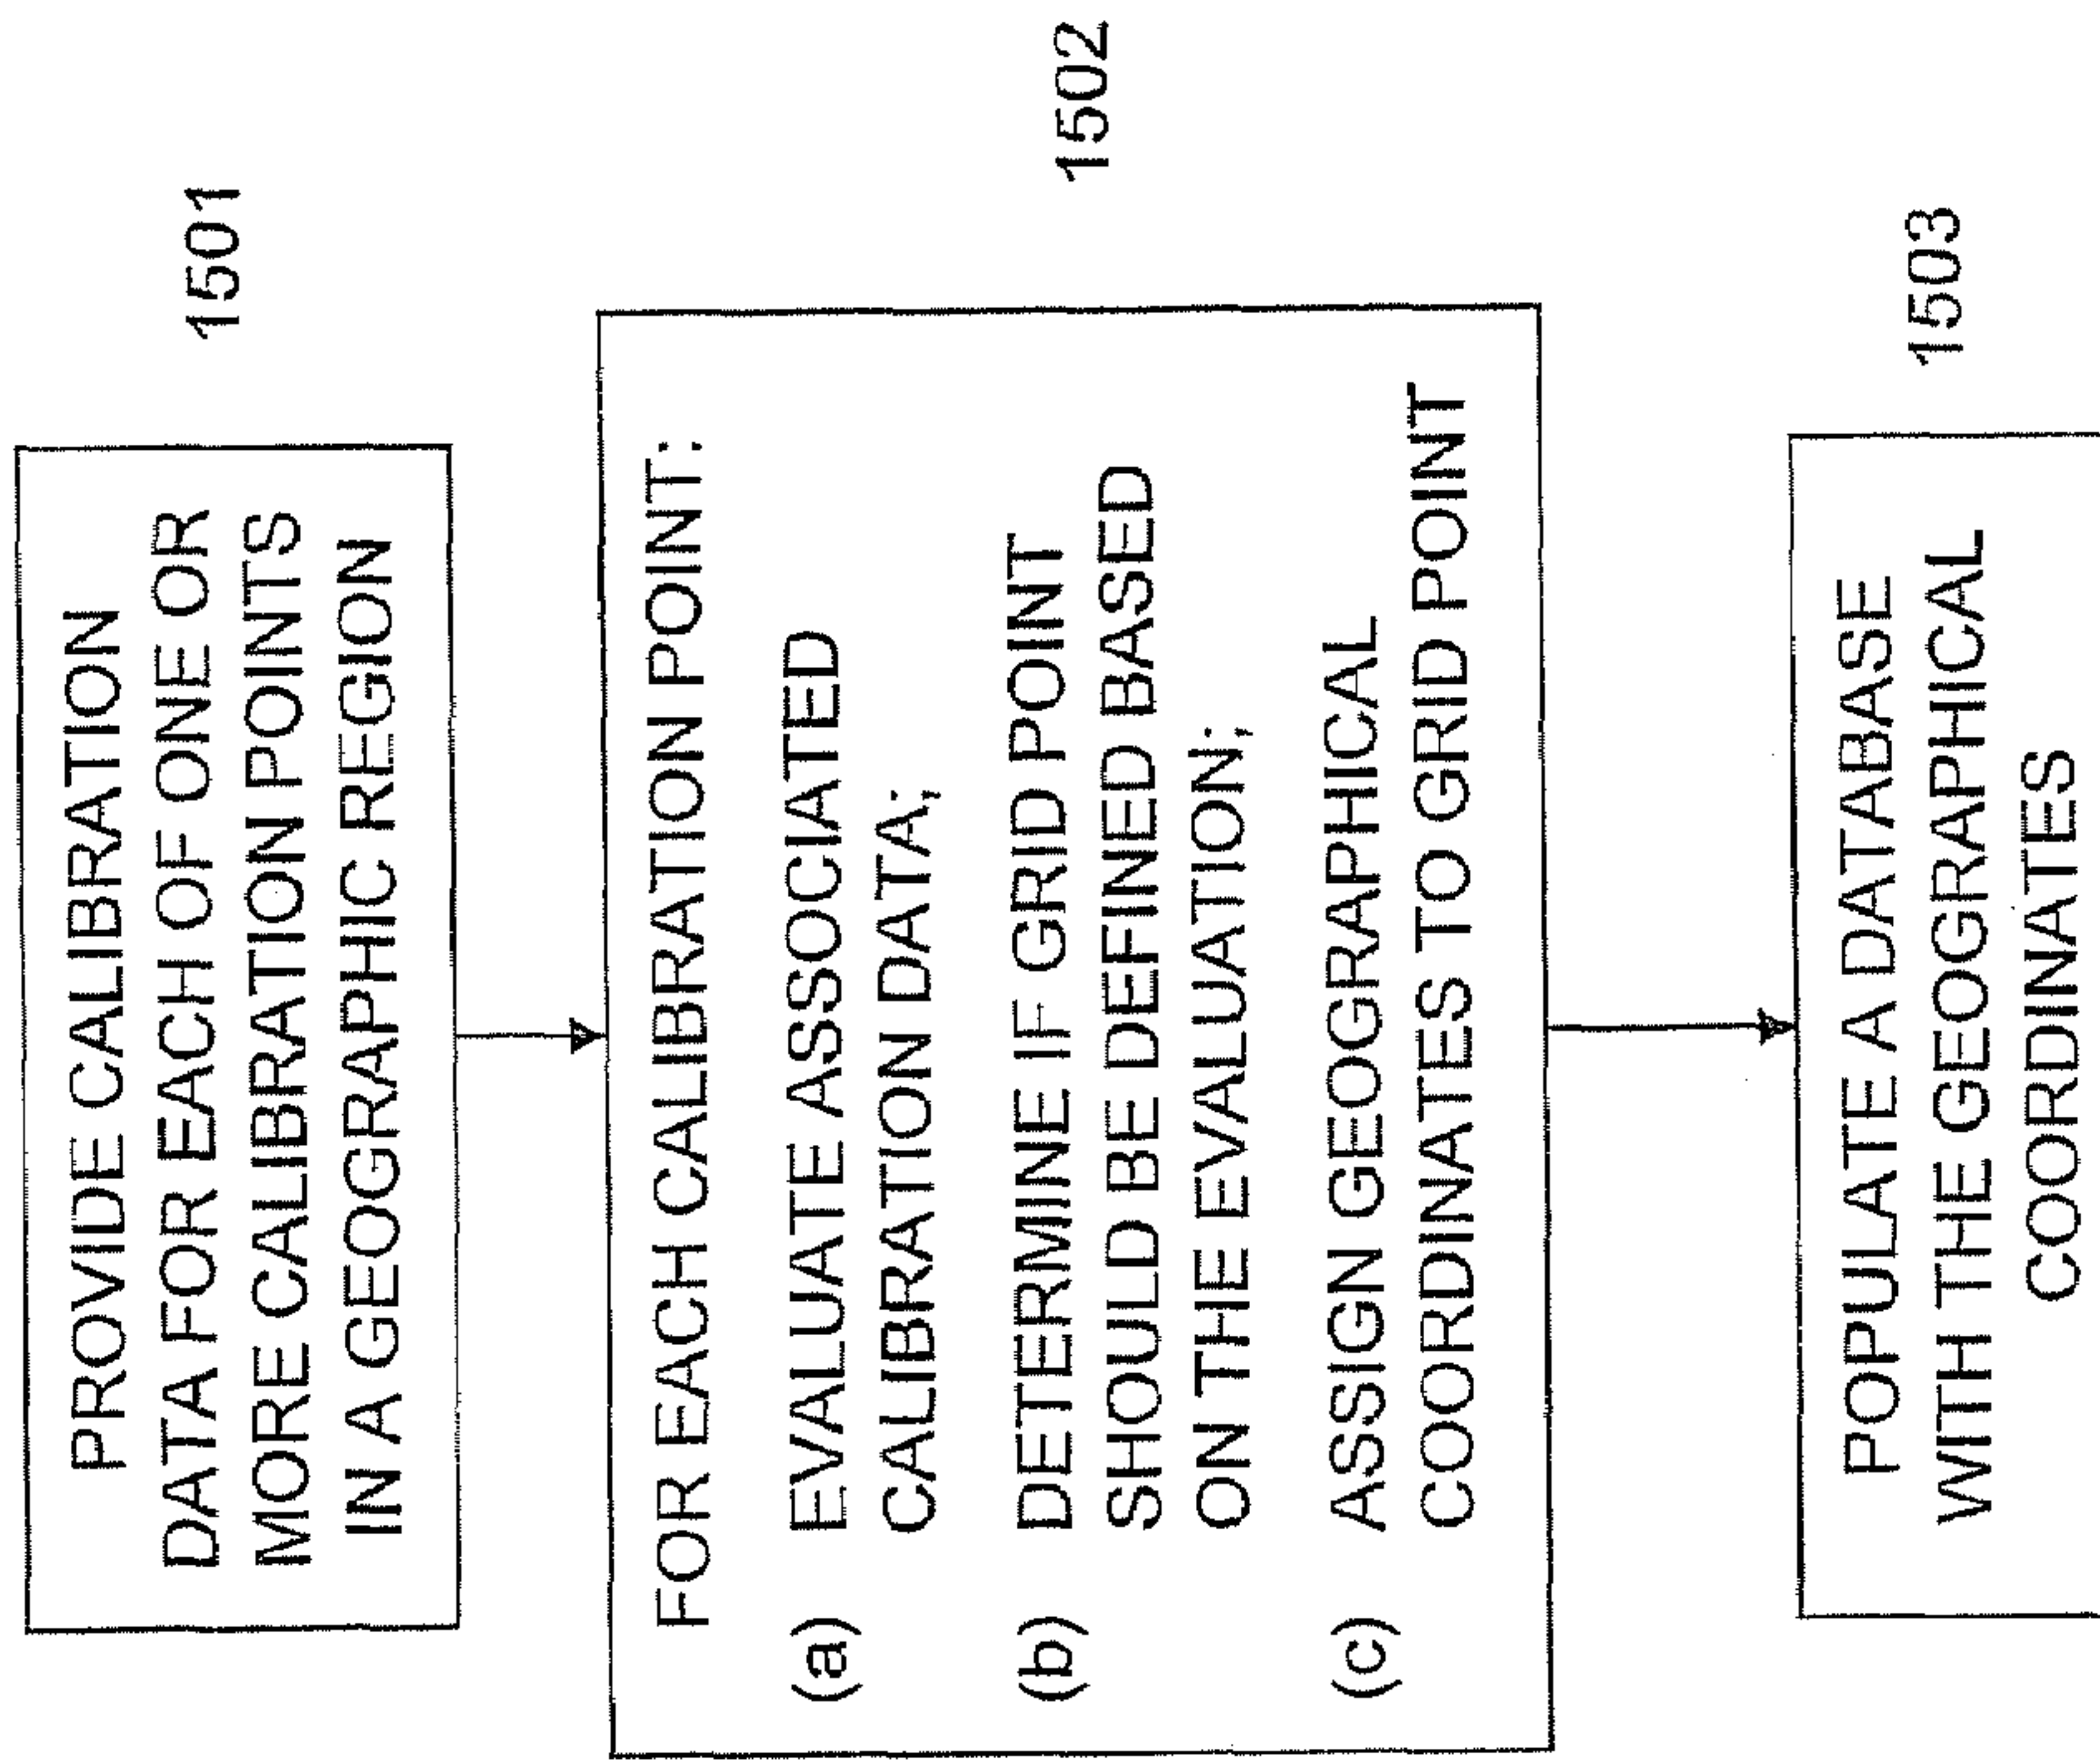 PROVIDE CALIBRATION
DATA FOR EACH OF ONE OR
MORE CALIBRATION POINTS
IN A GEOGRAPHIC REGION
1501
FOR EACH CALIBRATION POINT:
(a) EVALUATE ASSOCIATED
CALIBRATION DATA;
(b) DETERMINE IF GRID POINT
SHOULD BE DEFINED BASED
ON THE EVALUATION;
(c) ASSIGN GEOGRAPHICAL
COORDINATES TO GRID POINT
1502
POPULATE A DATABASE
WITH THE GEOGRAPHICAL
COORDINATES
1503